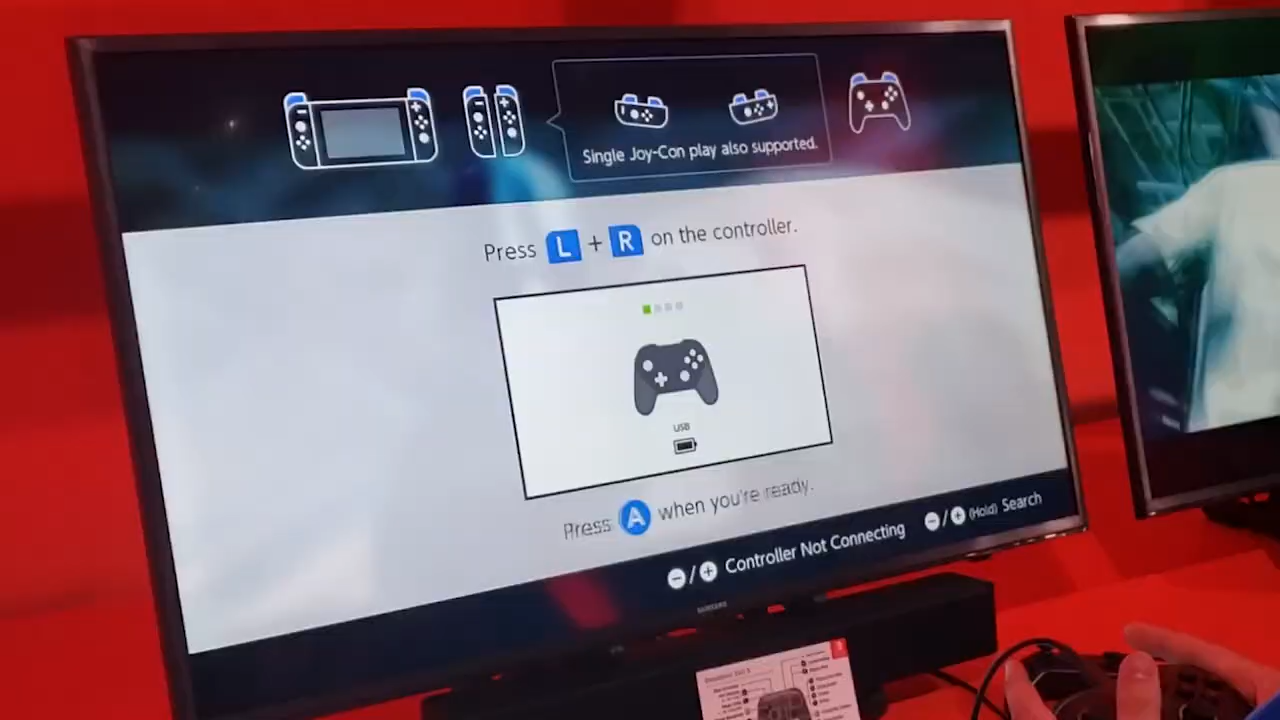 Single Joy-Con play also supported.
Press L + R on the controller.
USB
Press A when you're ready.
−/+ Controller Not Connecting
−/+ (Hold) Search
SAMSUNG